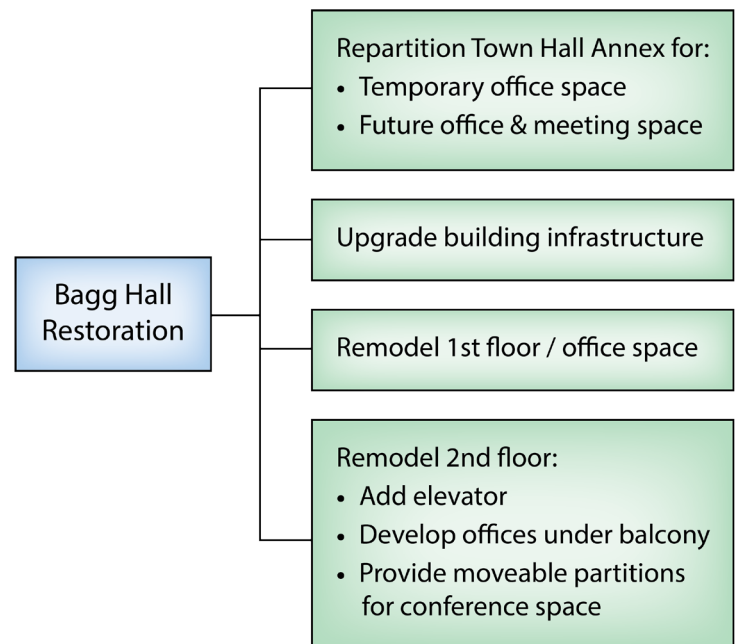 Repartition Town Hall Annex for:
• Temporary office space
• Future office & meeting space
Upgrade building infrastructure
Bagg Hall
Restoration
Remodel 1st floor / office space
Remodel 2nd floor:
• Add elevator
• Develop offices under balcony
• Provide moveable partitions
for conference space